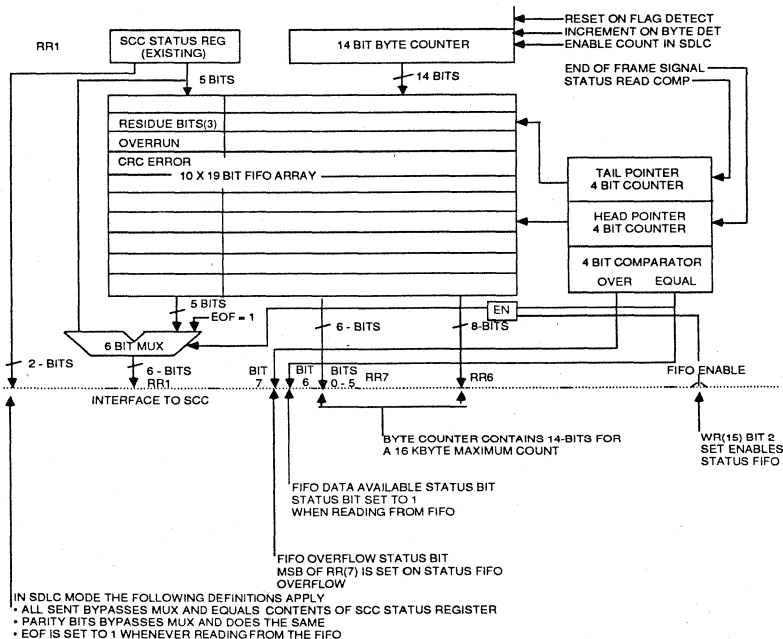 RESET ON FLAG DETECT
INCREMENT ON BYTE DET
ENABLE COUNT IN SDLC
RR1
SCC STATUS REG
(EXISTING)
14 BIT BYTE COUNTER
END OF FRAME SIGNAL
STATUS READ COMP
5 BITS
14 BITS
RESIDUE BITS(3)
OVERRUN
CRC ERROR
10 X 19 BIT FIFO ARRAY
TAIL POINTER
4 BIT COUNTER
HEAD POINTER
4 BIT COUNTER
4 BIT COMPARATOR
OVER EQUAL
5 BITS
EOF = 1
6 - BITS
8-BITS
EN
6 BIT MUX
2 - BITS
6 - BITS
RR1
BIT
7
BIT
6
BITS
0 - 5
RR7
RR6
FIFO ENABLE
INTERFACE TO SCC
BYTE COUNTER CONTAINS 14-BITS FOR
A 16 KBYTE MAXIMUM COUNT
WR(15) BIT 2
SET ENABLES
STATUS FIFO
FIFO DATA AVAILABLE STATUS BIT
STATUS BIT SET TO 1
WHEN READING FROM FIFO
FIFO OVERFLOW STATUS BIT
MSB OF RR(7) IS SET ON STATUS FIFO
OVERFLOW
IN SDLC MODE THE FOLLOWING DEFINITIONS APPLY
• ALL SENT BYPASSES MUX AND EQUALS CONTENTS OF SCC STATUS REGISTER
• PARITY BITS BYPASSES MUX AND DOES THE SAME
• EOF IS SET TO 1 WHENEVER READING FROM THE FIFO